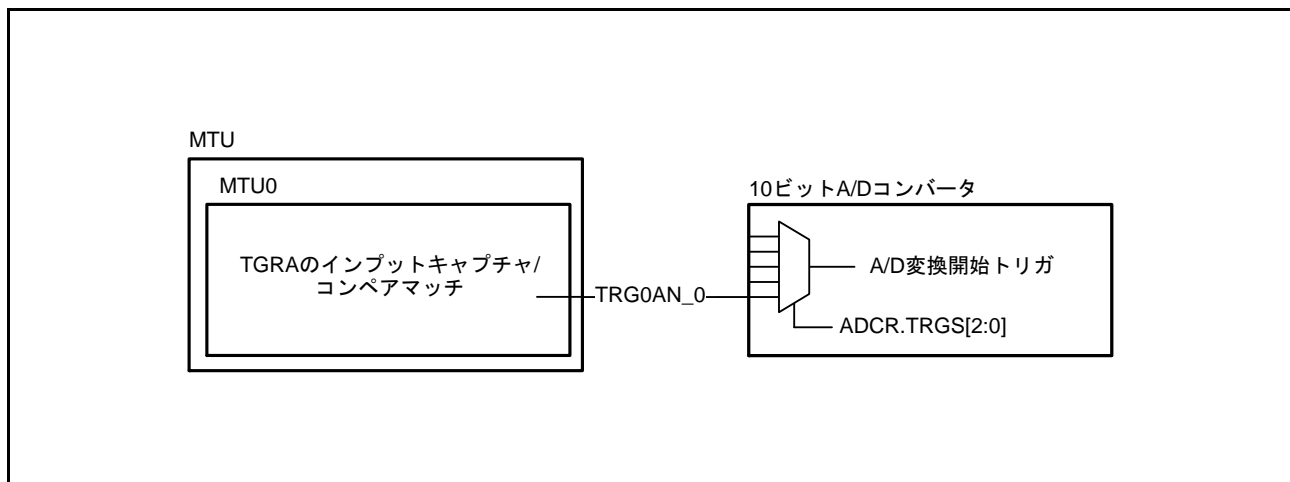 MTU
MTU0
TGRAのインプットキャプチャ/
コンペアマッチ
TRG0AN_0
10ビットA/Dコンバータ
A/D変換開始トリガ
ADCR.TRGS[2:0]